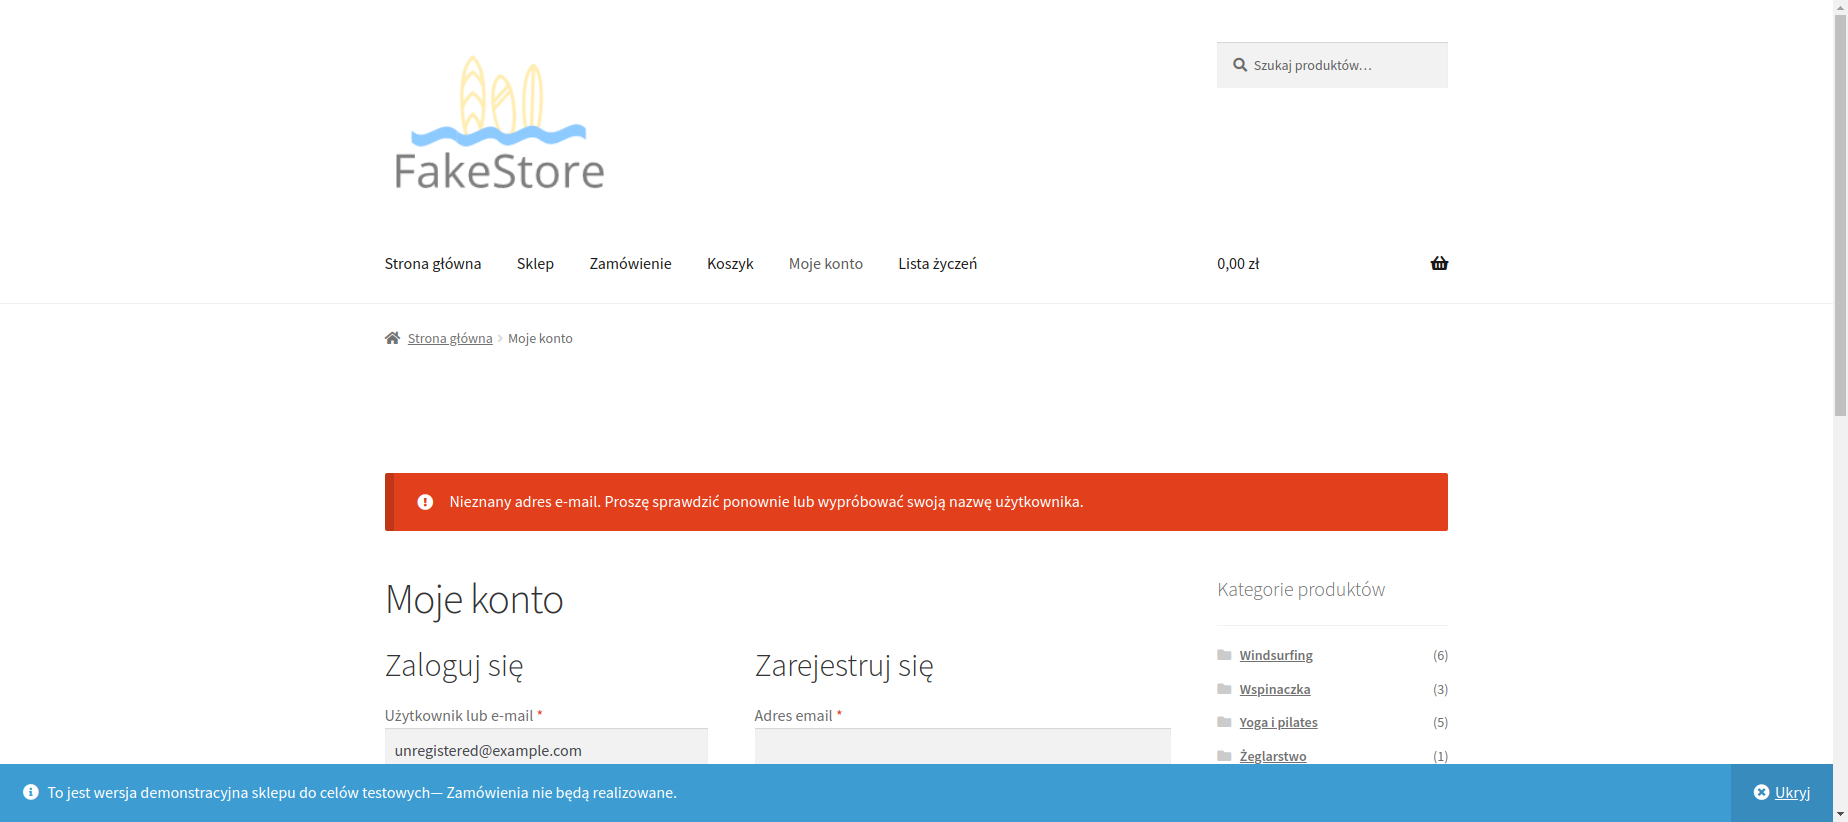 FakeStore
Szukaj produktów…
Strona główna Sklep Zamówienie Koszyk Moje konto Lista życzeń 0,00 zł
Strona główna Moje konto
Nieznany adres e-mail. Proszę sprawdzić ponownie lub wypróbować swoją nazwę użytkownika.
Moje konto
Kategorie produktów
Zaloguj się
Zarejestruj się
Windsurfing (6)
Wspinaczka (3)
Użytkownik lub e-mail *
Adres email *
Yoga i pilates (5)
unregistered@example.com
Żeglarstwo (1)
To jest wersja demonstracyjna sklepu do celów testowych— Zamówienia nie będą realizowane.
Ukryj